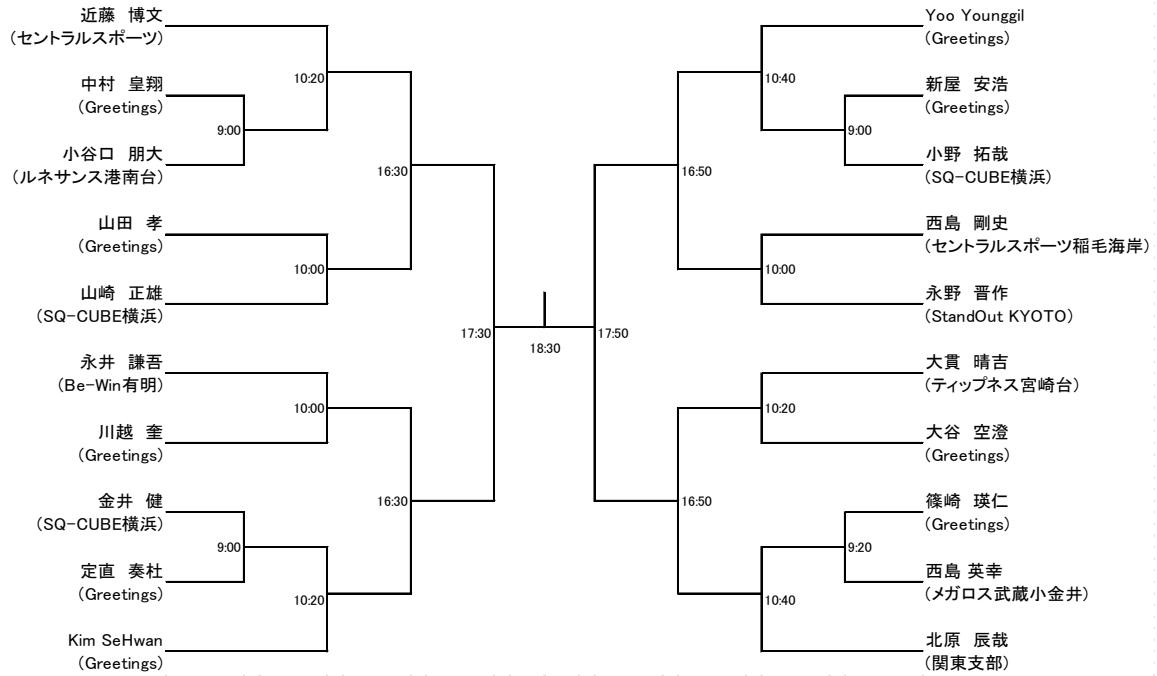 近藤 博文
(セントラルスポーツ)
10:20
中村 皇翔
(Greetings)
9:00
小谷口 朋大
(ルネサンス港南台)
16:30
山田 孝
(Greetings)
10:00
山崎 正雄
(SQ-CUBE横浜)
17:30
永井 謙吾
(Be-Win有明)
10:00
川越 奎
(Greetings)
16:30
金井 健
(SQ-CUBE横浜)
9:00
定直 奏杜
(Greetings)
10:20
Kim SeHwan
(Greetings)
18:30
Yoo Younggil
(Greetings)
10:40
新屋 安浩
(Greetings)
9:00
小野 拓哉
(SQ-CUBE横浜)
16:50
西島 剛史
(セントラルスポーツ稲毛海岸)
10:00
永野 晋作
(StandOut KYOTO)
17:50
大貫 晴吉
(ティップネス宮崎台)
10:20
大谷 空澄
(Greetings)
16:50
篠崎 瑛仁
(Greetings)
9:20
西島 英幸
(メガロス武蔵小金井)
10:40
北原 辰哉
(関東支部)